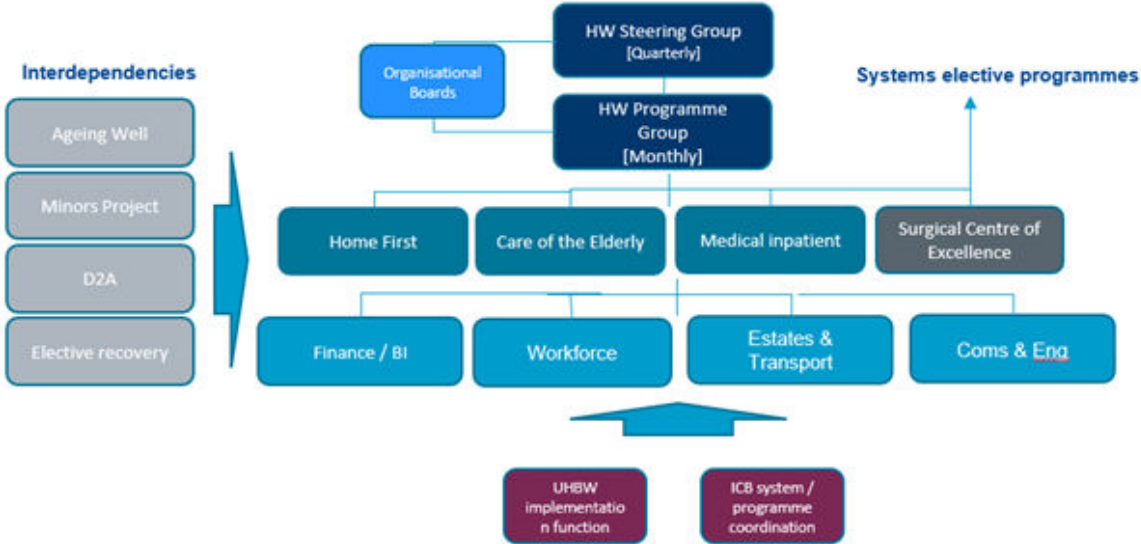 HW Steering Group
[Quarterly]
Organisational
Boards
HW Programme
Group
[Monthly]
Interdependencies
Ageing Well
Minors Project
D2A
Elective recovery
Systems elective programmes
Home First
Care of the Elderly
Medical inpatient
Surgical Centre of
Excellence
Finance / BI
Workforce
Estates &
Transport
Coms & Eng
UHBW
implementatio
n function
ICB system /
programme
coordination